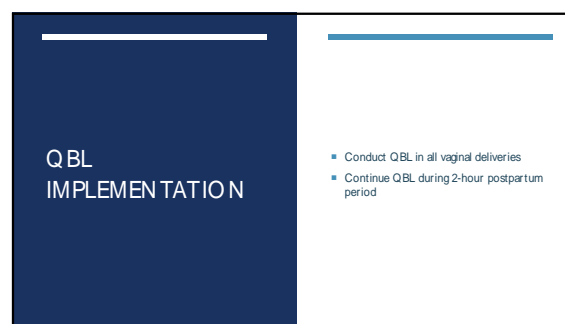 QBL
IMPLEMENTATION
▪ Conduct QBL in all vaginal deliveries
▪ Continue QBL during 2-hour postpartum
period